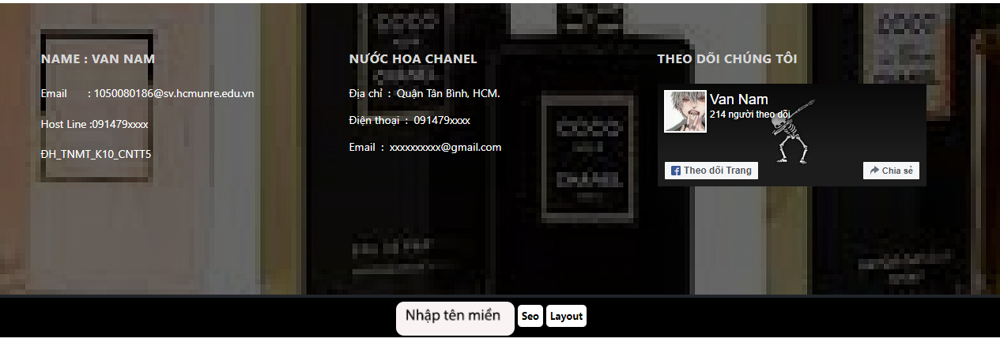 NAME : VAN NAM
Email : 1050080186@sv.hcmunre.edu.vn
Host Line :091479xxxx
ĐH_TNMT_K10_CNTT5
NƯỚC HOA CHANEL
Địa chỉ : Quận Tân Bình, HCM.
Điện thoại : 091479xxxx
Email : xxxxxxxxxx@gmail.com
THEO DÕI CHÚNG TÔI
Van Nam
214 người theo dõi
Theo dõi Trang
Chia sẻ
Nhập tên miền
Seo
Layout